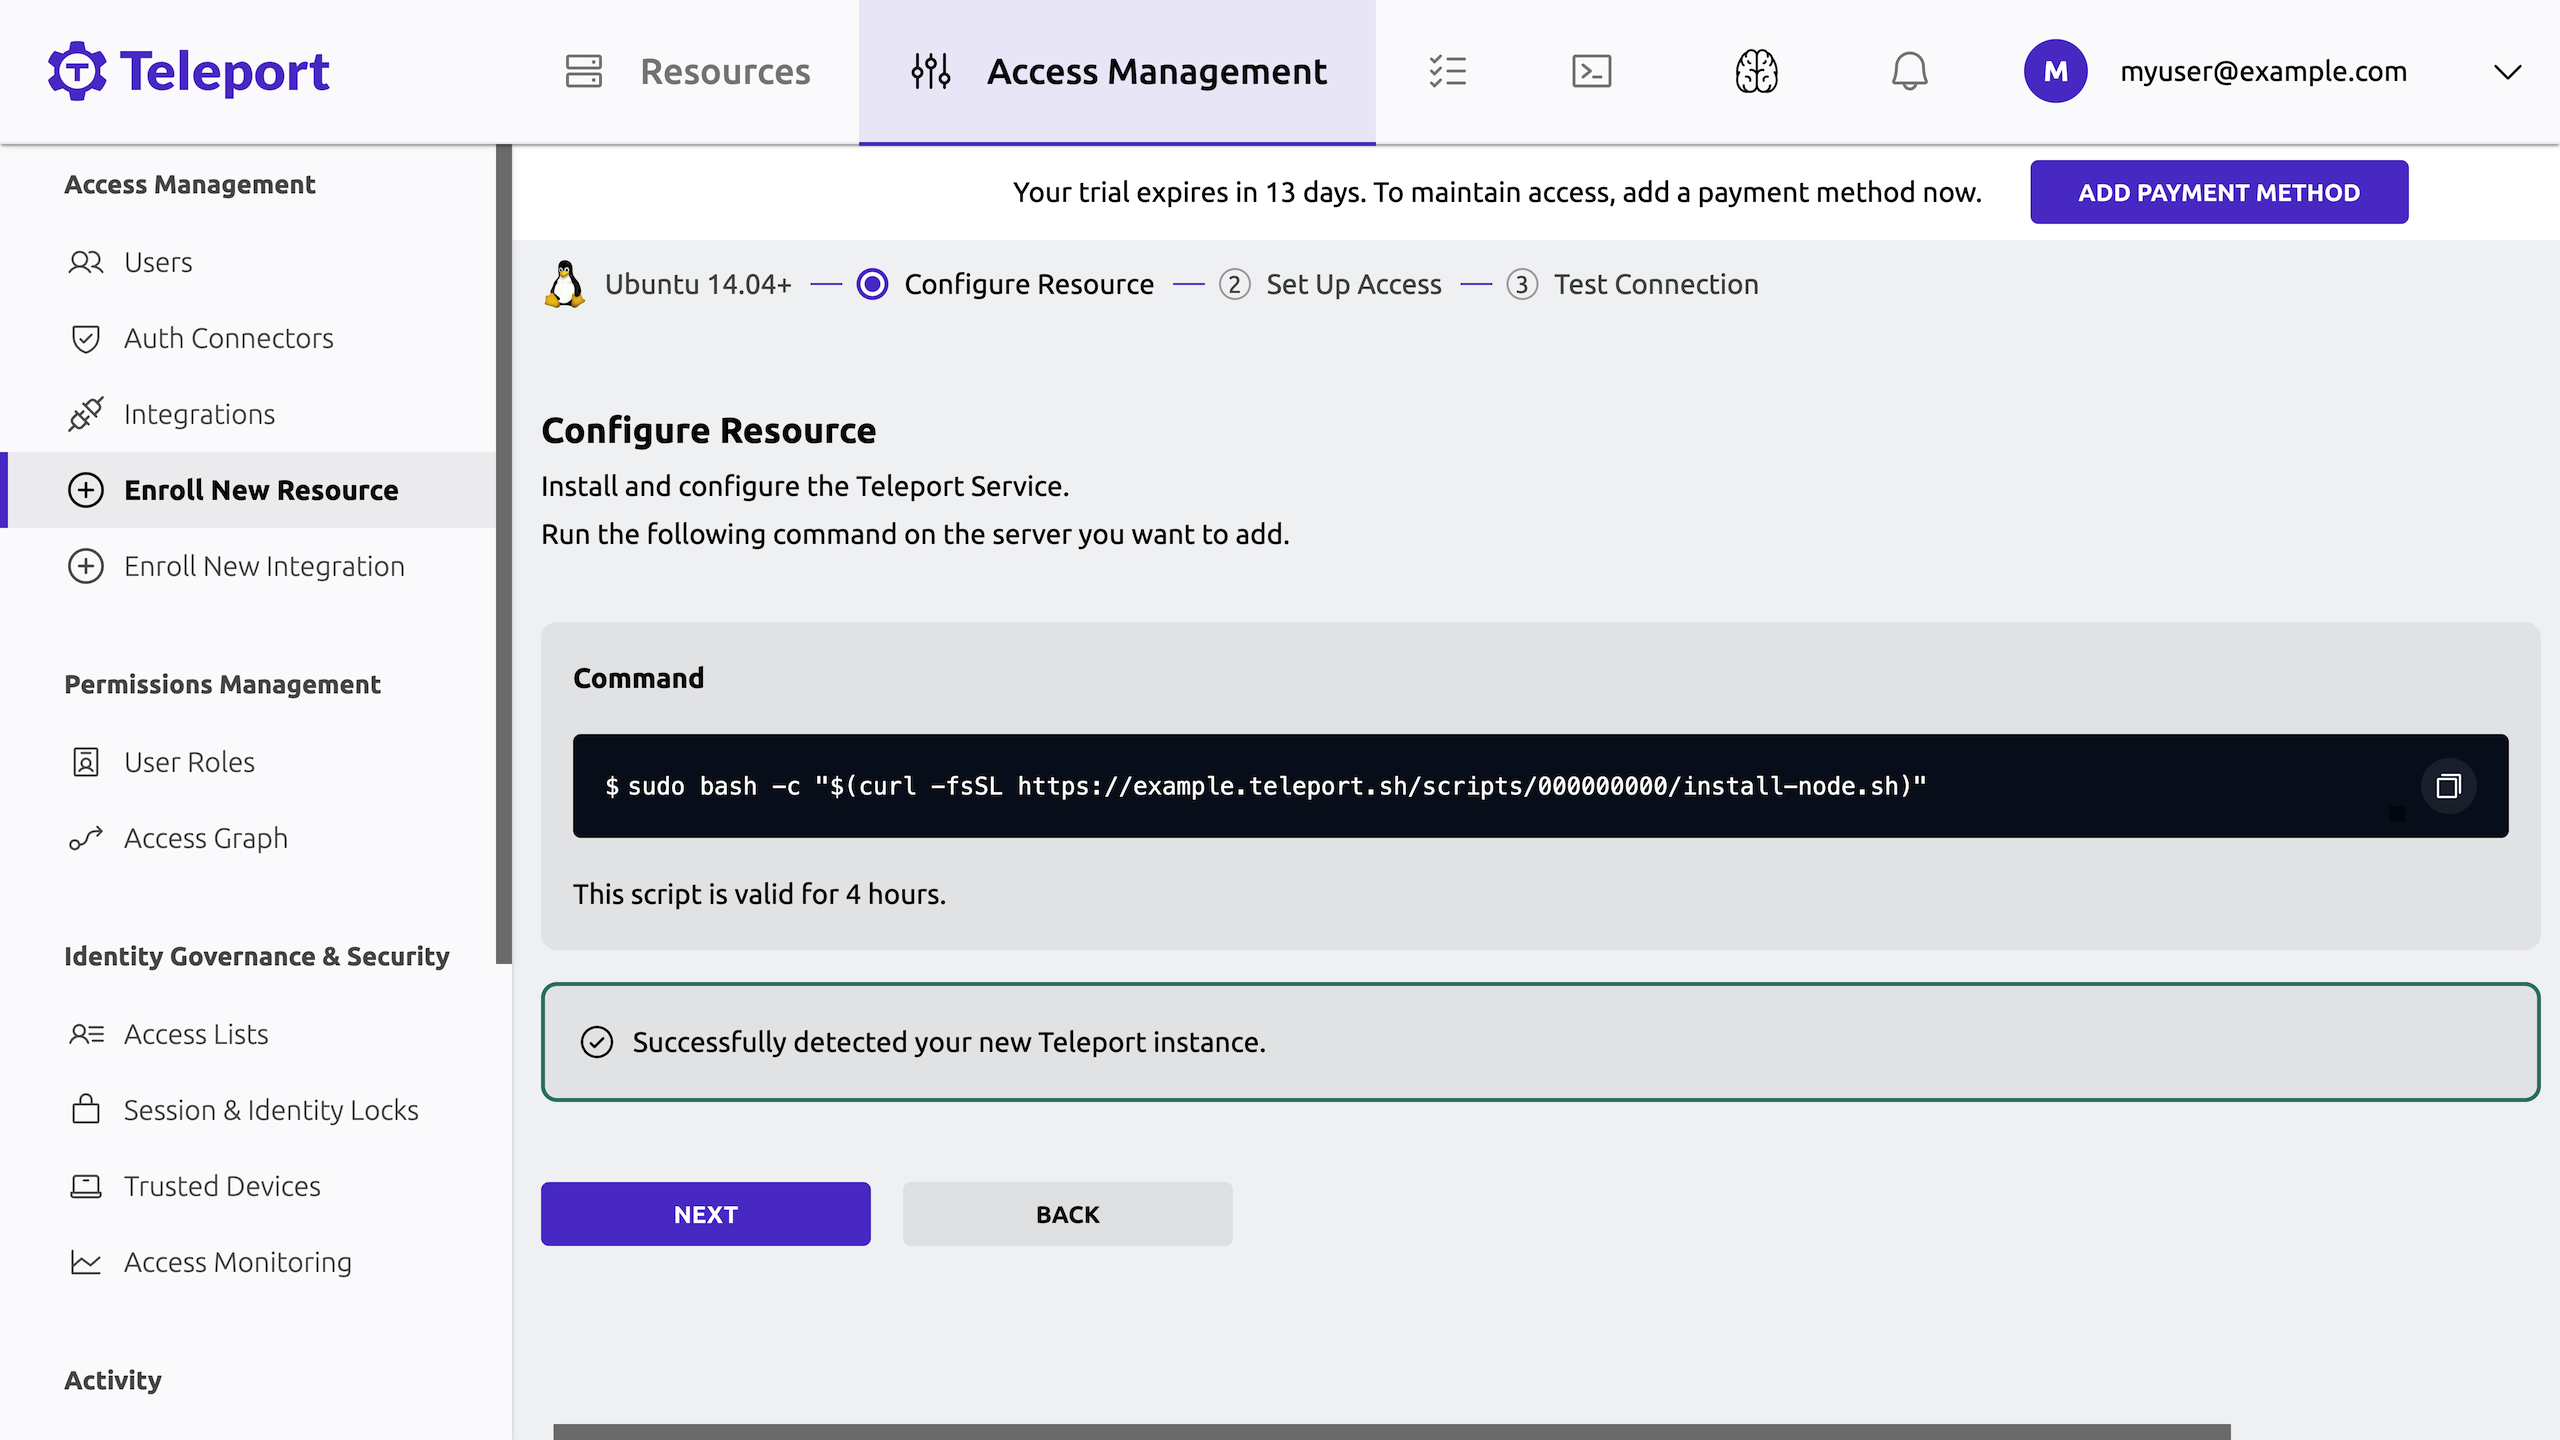 Teleport
Resources
Access Management
M
myuser@example.com
Access Management
Users
Auth Connectors
Integrations
Enroll New Resource
Enroll New Integration
Permissions Management
User Roles
Access Graph
Identity Governance & Security
Access Lists
Session & Identity Locks
Trusted Devices
Access Monitoring
Activity
Your trial expires in 13 days. To maintain access, add a payment method now.
ADD PAYMENT METHOD
Ubuntu 14.04+ Configure Resource 2 Set Up Access 3 Test Connection
Configure Resource
Install and configure the Teleport Service.
Run the following command on the server you want to add.
Command
$ sudo bash -c "$(curl -fsSL https://example.teleport.sh/scripts/000000000/install-node.sh)"
This script is valid for 4 hours.
Successfully detected your new Teleport instance.
NEXT
BACK